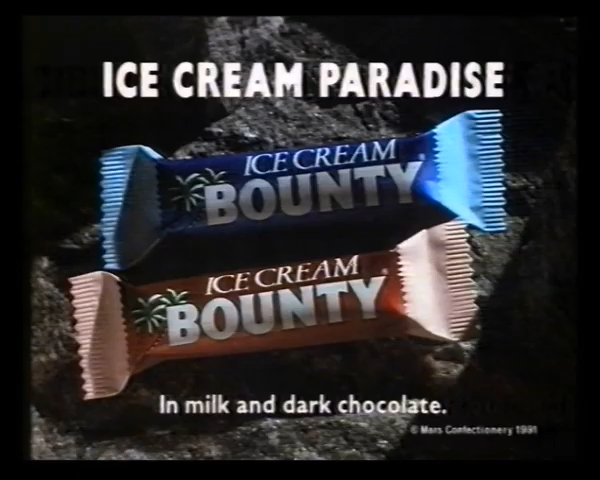 ICE CREAM PARADISE
ICE CREAM
BOUNTY
ICE CREAM
BOUNTY
In milk and dark chocolate.
© Mars Confectionery 1991